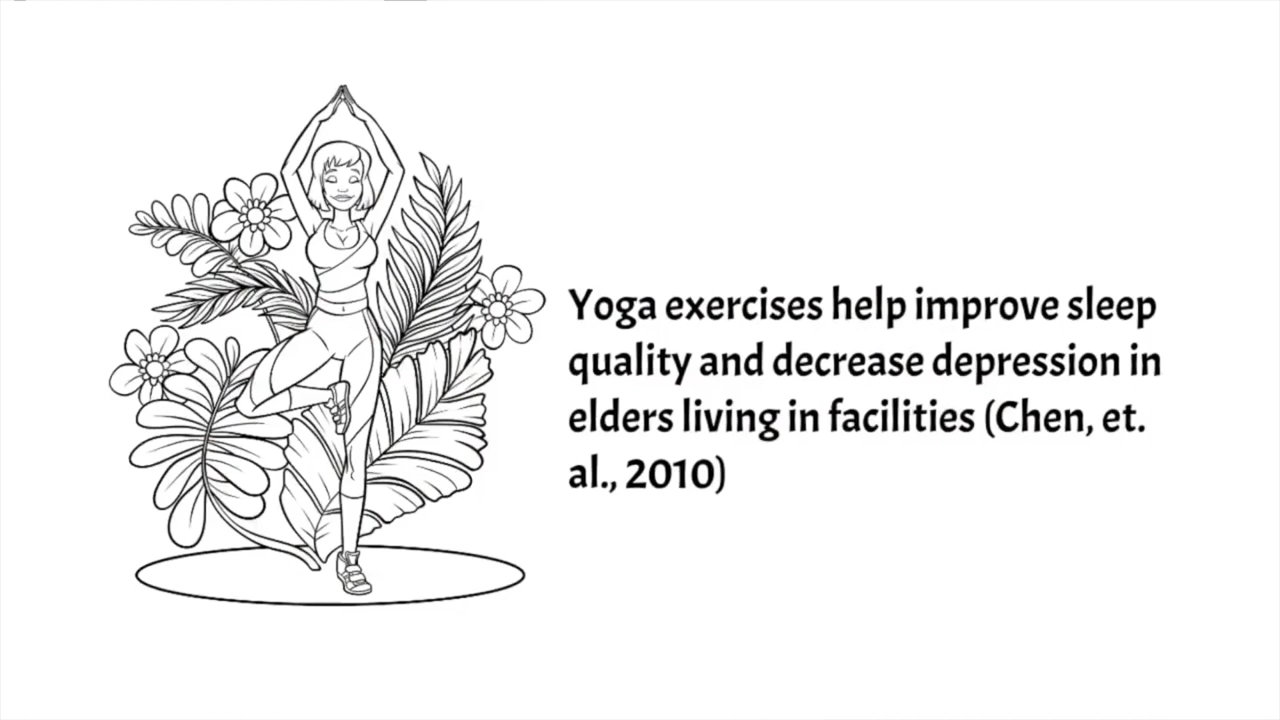 Yoga exercises help improve sleep
quality and decrease depression in
elders living in facilities (Chen, et.
al., 2010)